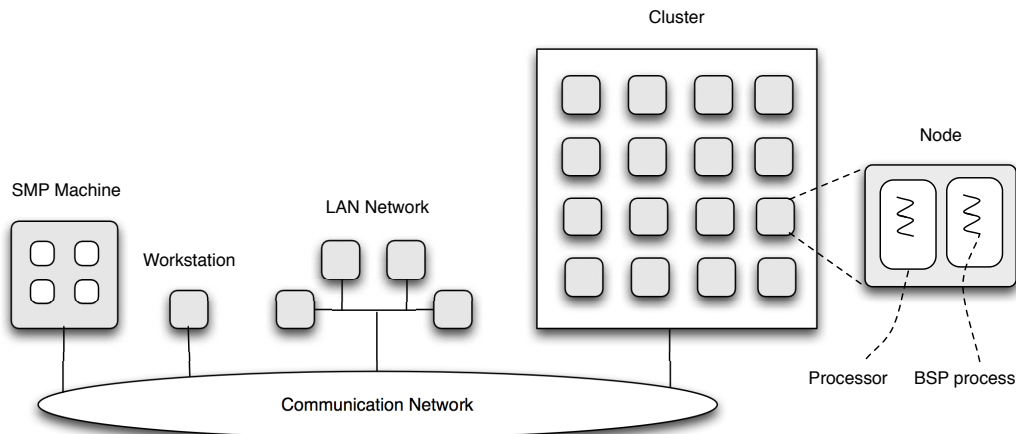 Cluster
Node
SMP Machine
LAN Network
Workstation
Processor
BSP process
Communication Network